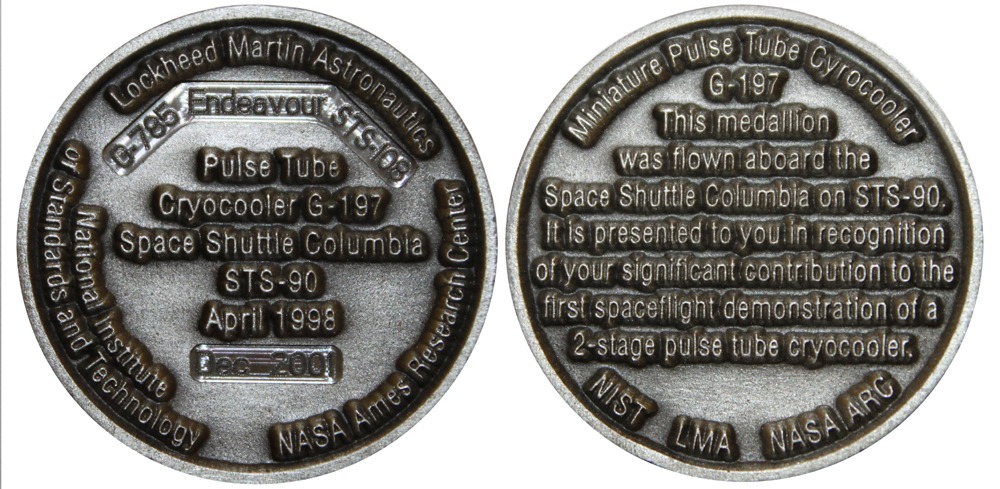 Lockheed Martin Astronautics
G-785 Endeavour STS-108
Pulse Tube
Cryocooler G-197
Space Shuttle Columbia
STS-90
April 1998
Dec 2001
National Institute
of Standards and Technology
NASA Ames Research Center
Miniature Pulse Tube Cyrocooler
G-197
This medallion
was flown aboard the
Space Shuttle Columbia on STS-90.
It is presented to you in recognition
of your significant contribution to the
first spaceflight demonstration of a
2-stage pulse tube cryocooler.
NIST LMA NASA ARC